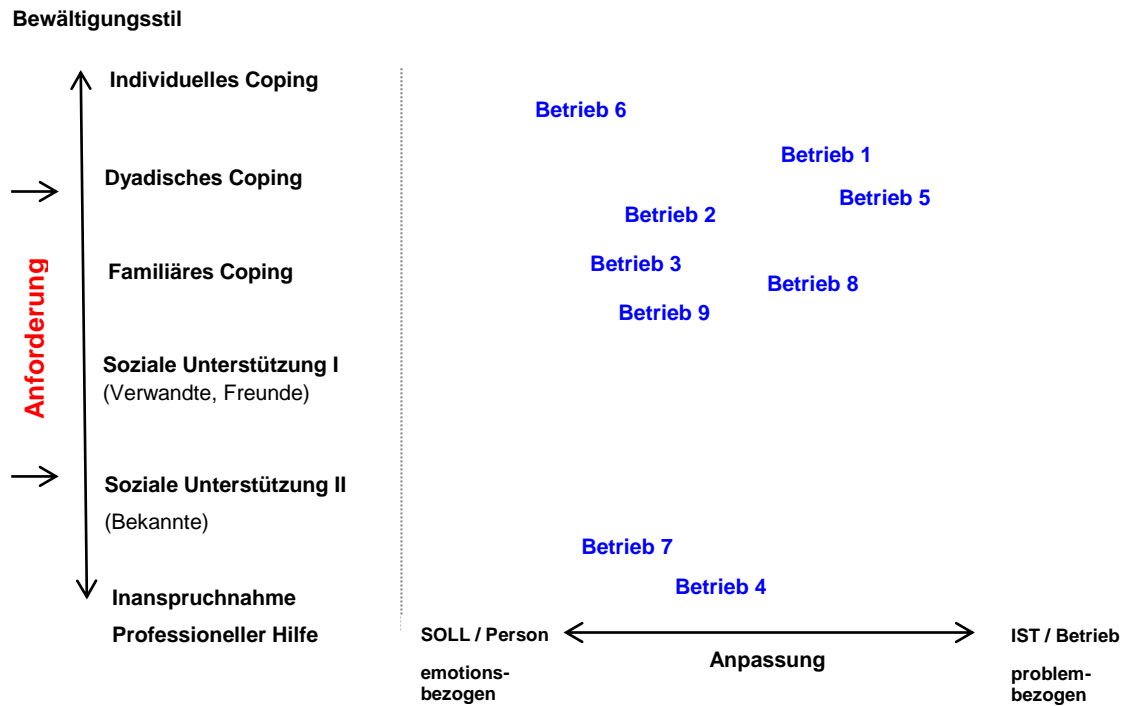 Bewältigungsstil
Individuelles Coping
Betrieb 6
Betrieb 1
Dyadisches Coping
Betrieb 5
Betrieb 2
Anforderung
Familiäres Coping
Betrieb 3
Betrieb 8
Betrieb 9
Soziale Unterstützung I
(Verwandte, Freunde)
Soziale Unterstützung II
(Bekannte)
Betrieb 7
Betrieb 4
Inanspruchnahme
Professioneller Hilfe
SOLL / Person
IST / Betrieb
Anpassung
emotions-
bezogen
problem-
bezogen